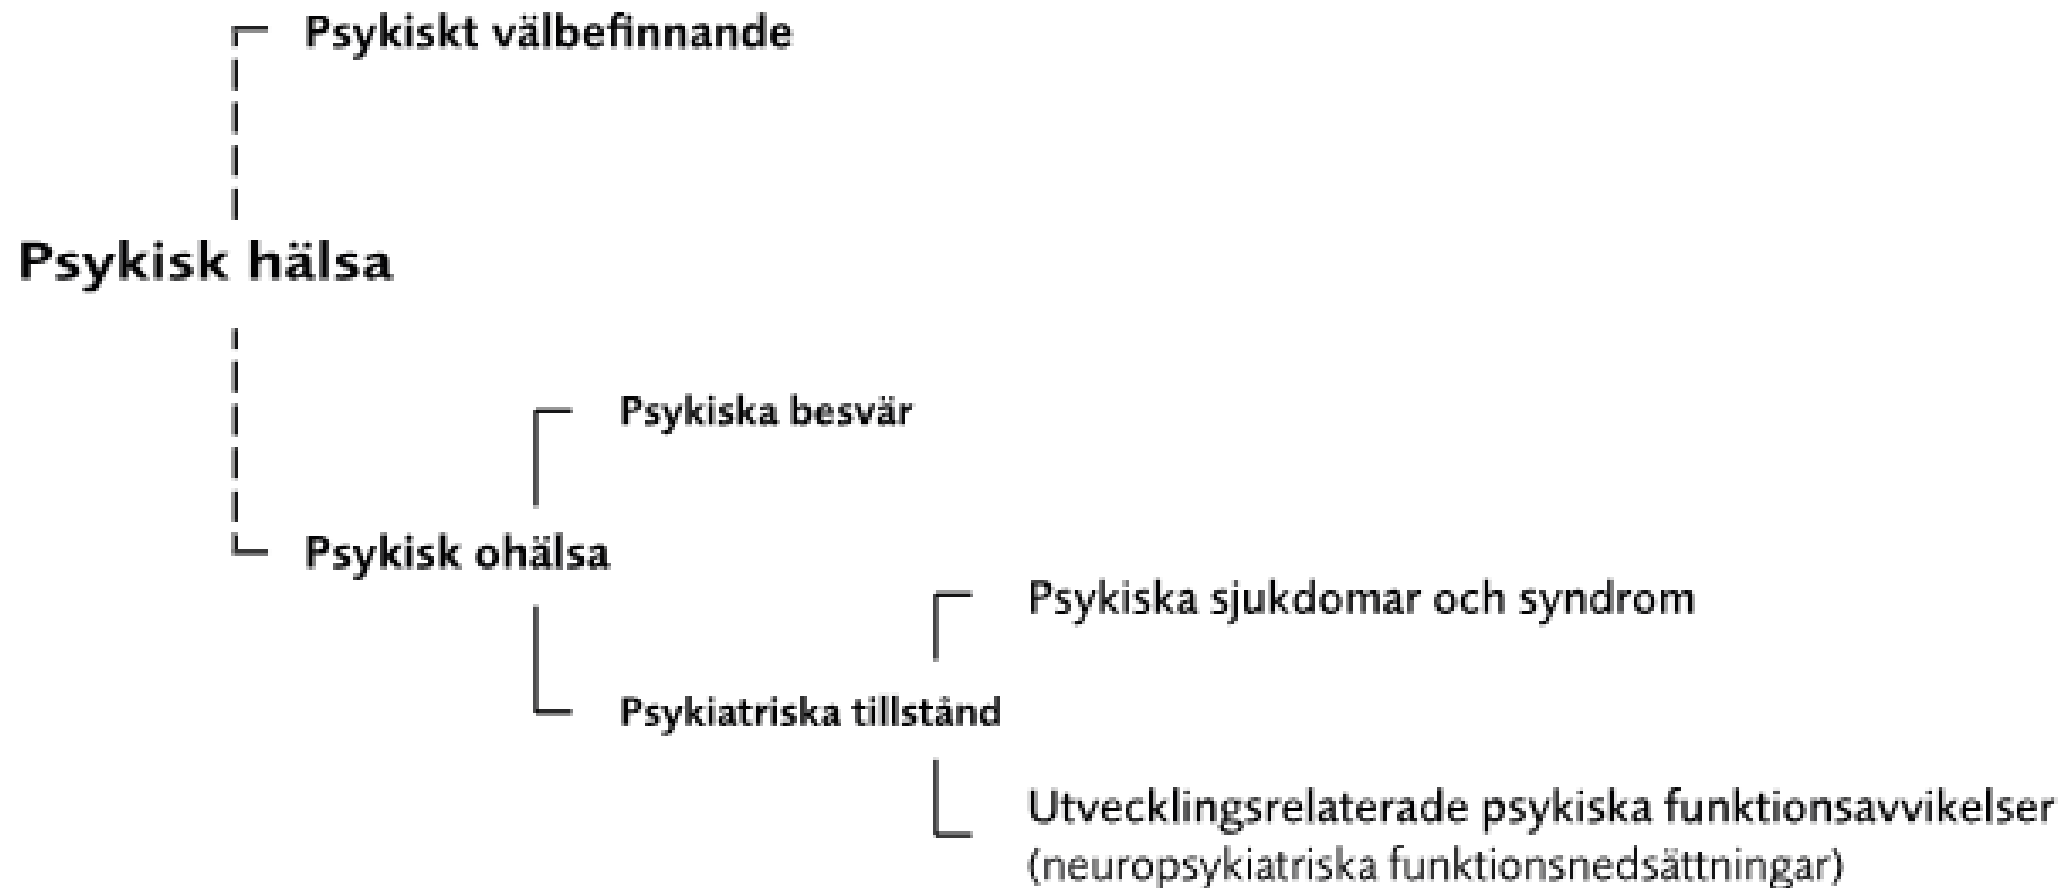 Psykiskt välbefinnande
Psykisk hälsa
Psykiska besvär
Psykisk ohälsa
Psykiska sjukdomar och syndrom
Psykiatriska tillstånd
Utvecklingsrelaterade psykiska funktionsavvikelser
(neuropsykiatriska funktionsnedsättningar)